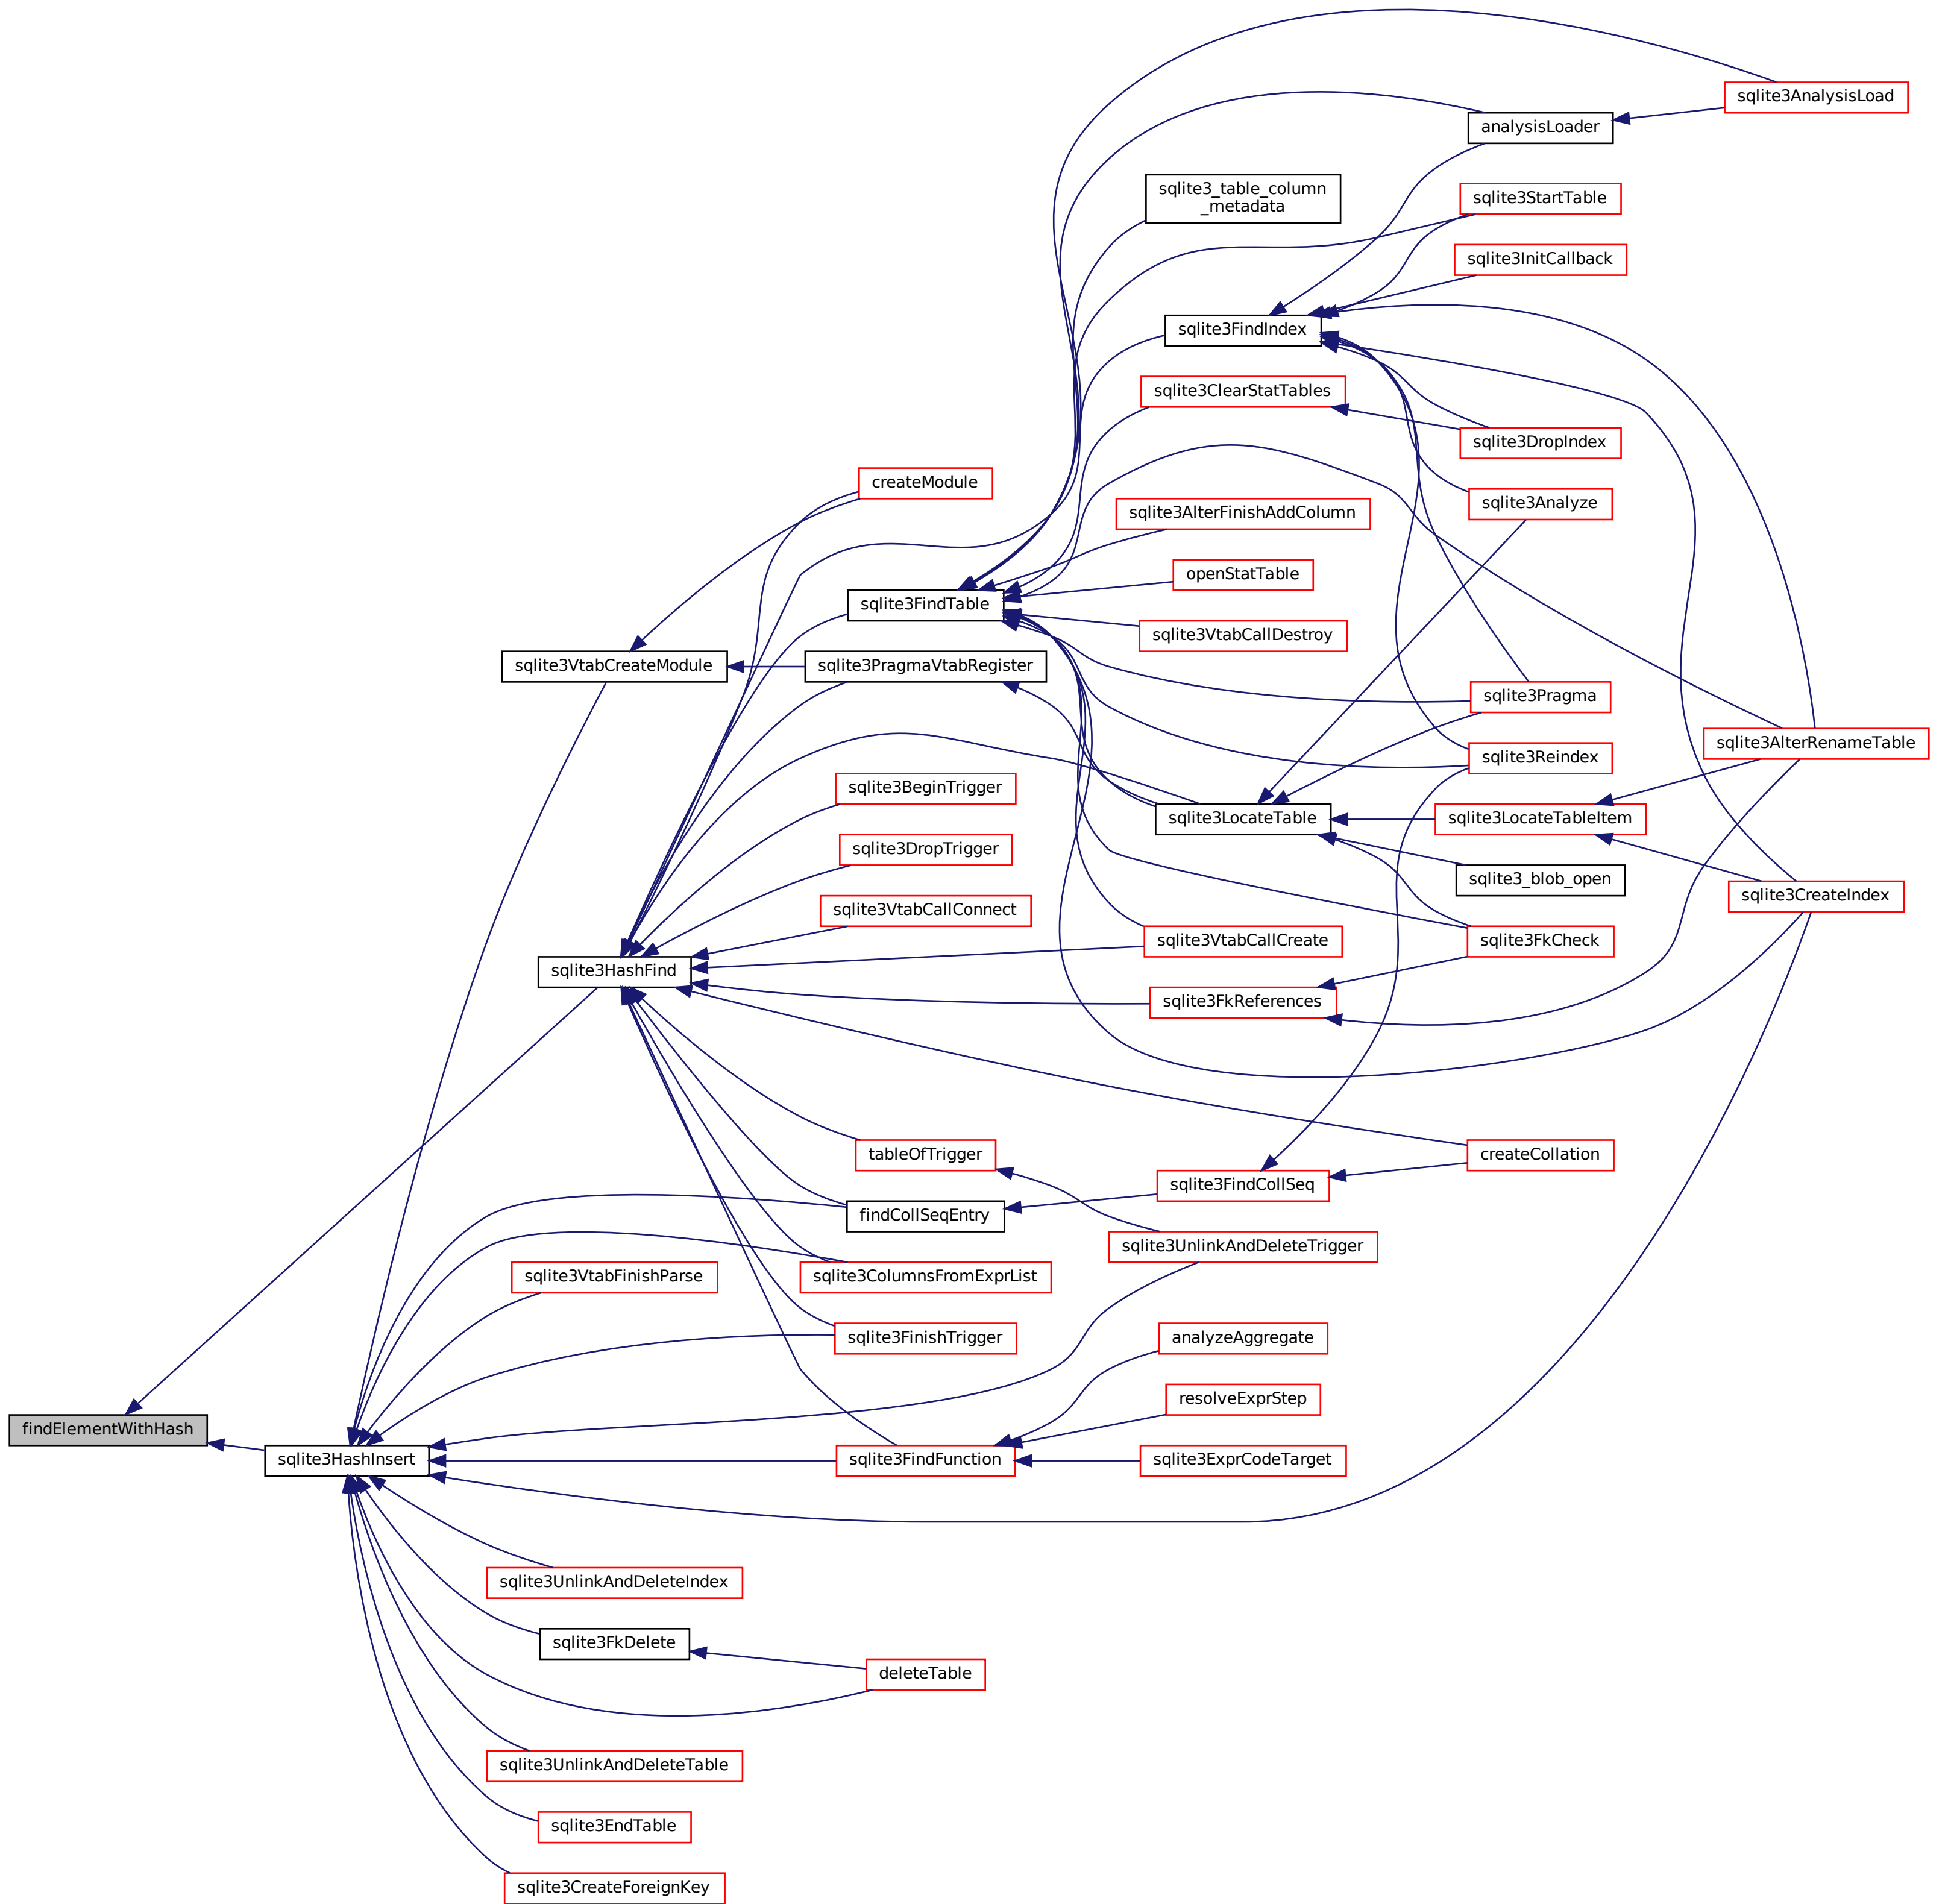 sqlite3AnalysisLoad
analysisLoader
sqlite3_table_column
_metadata
sqlite3StartTable
sqlite3InitCallback
sqlite3FindIndex
sqlite3ClearStatTables
sqlite3DropIndex
createModule
sqlite3Analyze
sqlite3AlterFinishAddColumn
openStatTable
sqlite3FindTable
sqlite3VtabCallDestroy
sqlite3VtabCreateModule
sqlite3PragmaVtabRegister
sqlite3Pragma
sqlite3AlterRenameTable
sqlite3Reindex
sqlite3BeginTrigger
sqlite3LocateTable
sqlite3LocateTableItem
sqlite3DropTrigger
sqlite3_blob_open
sqlite3CreateIndex
sqlite3VtabCallConnect
sqlite3VtabCallCreate
sqlite3FkCheck
sqlite3HashFind
sqlite3FkReferences
tableOfTrigger
createCollation
sqlite3FindCollSeq
findCollSeqEntry
sqlite3UnlinkAndDeleteTrigger
sqlite3VtabFinishParse
sqlite3ColumnsFromExprList
sqlite3FinishTrigger
analyzeAggregate
resolveExprStep
findElementWithHash
sqlite3HashInsert
sqlite3FindFunction
sqlite3ExprCodeTarget
sqlite3UnlinkAndDeleteIndex
sqlite3FkDelete
deleteTable
sqlite3UnlinkAndDeleteTable
sqlite3EndTable
sqlite3CreateForeignKey